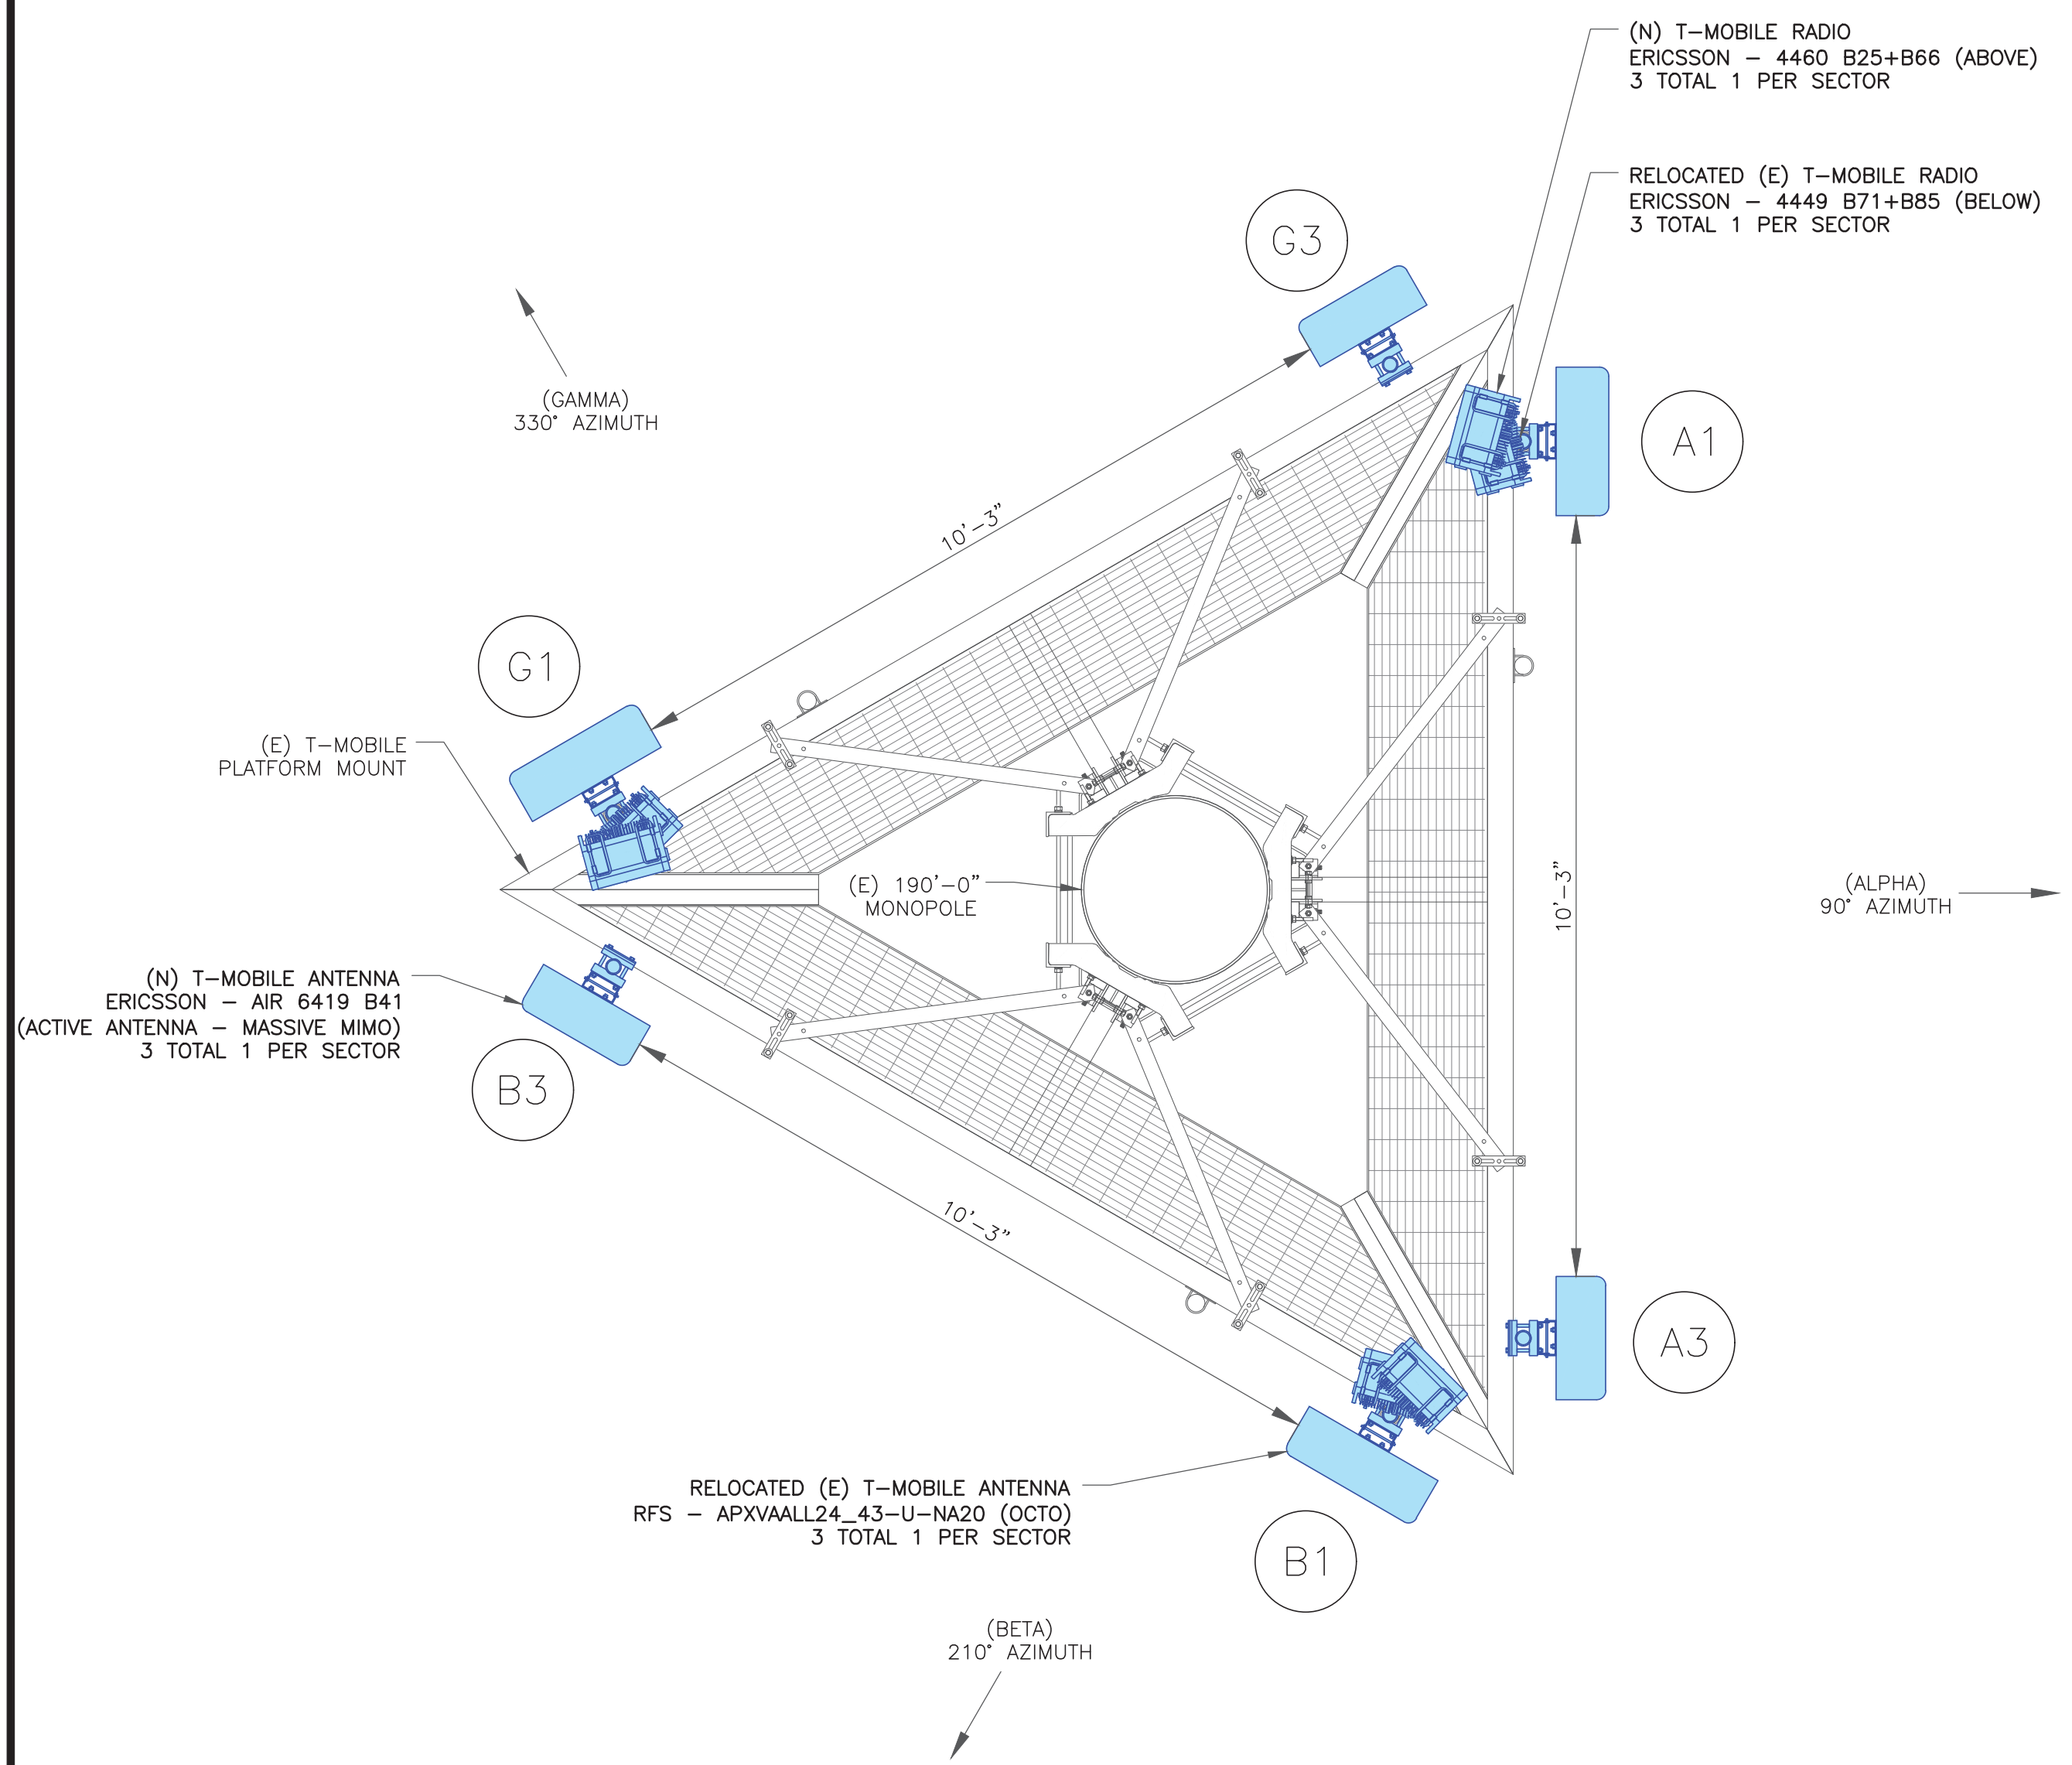 (N) T-MOBILE RADIO
ERICSSON - 4460 B25+B66 (ABOVE)
3 TOTAL 1 PER SECTOR
RELOCATED (E) T-MOBILE RADIO
ERICSSON - 4449 B71+B85 (BELOW)
3 TOTAL 1 PER SECTOR
G3
A1
(GAMMA)
330° AZIMUTH
10'-3"
G1
(E) T-MOBILE
PLATFORM MOUNT
(E) 190'-0"
MONOPOLE
10'-3"
(ALPHA)
90° AZIMUTH
(N) T-MOBILE ANTENNA
ERICSSON - AIR 6419 B41
(ACTIVE ANTENNA - MASSIVE MIMO)
3 TOTAL 1 PER SECTOR
B3
10'-3"
A3
RELOCATED (E) T-MOBILE ANTENNA
RFS - APXVAALL24_43-U-NA20 (OCTO)
3 TOTAL 1 PER SECTOR
B1
(BETA)
210° AZIMUTH